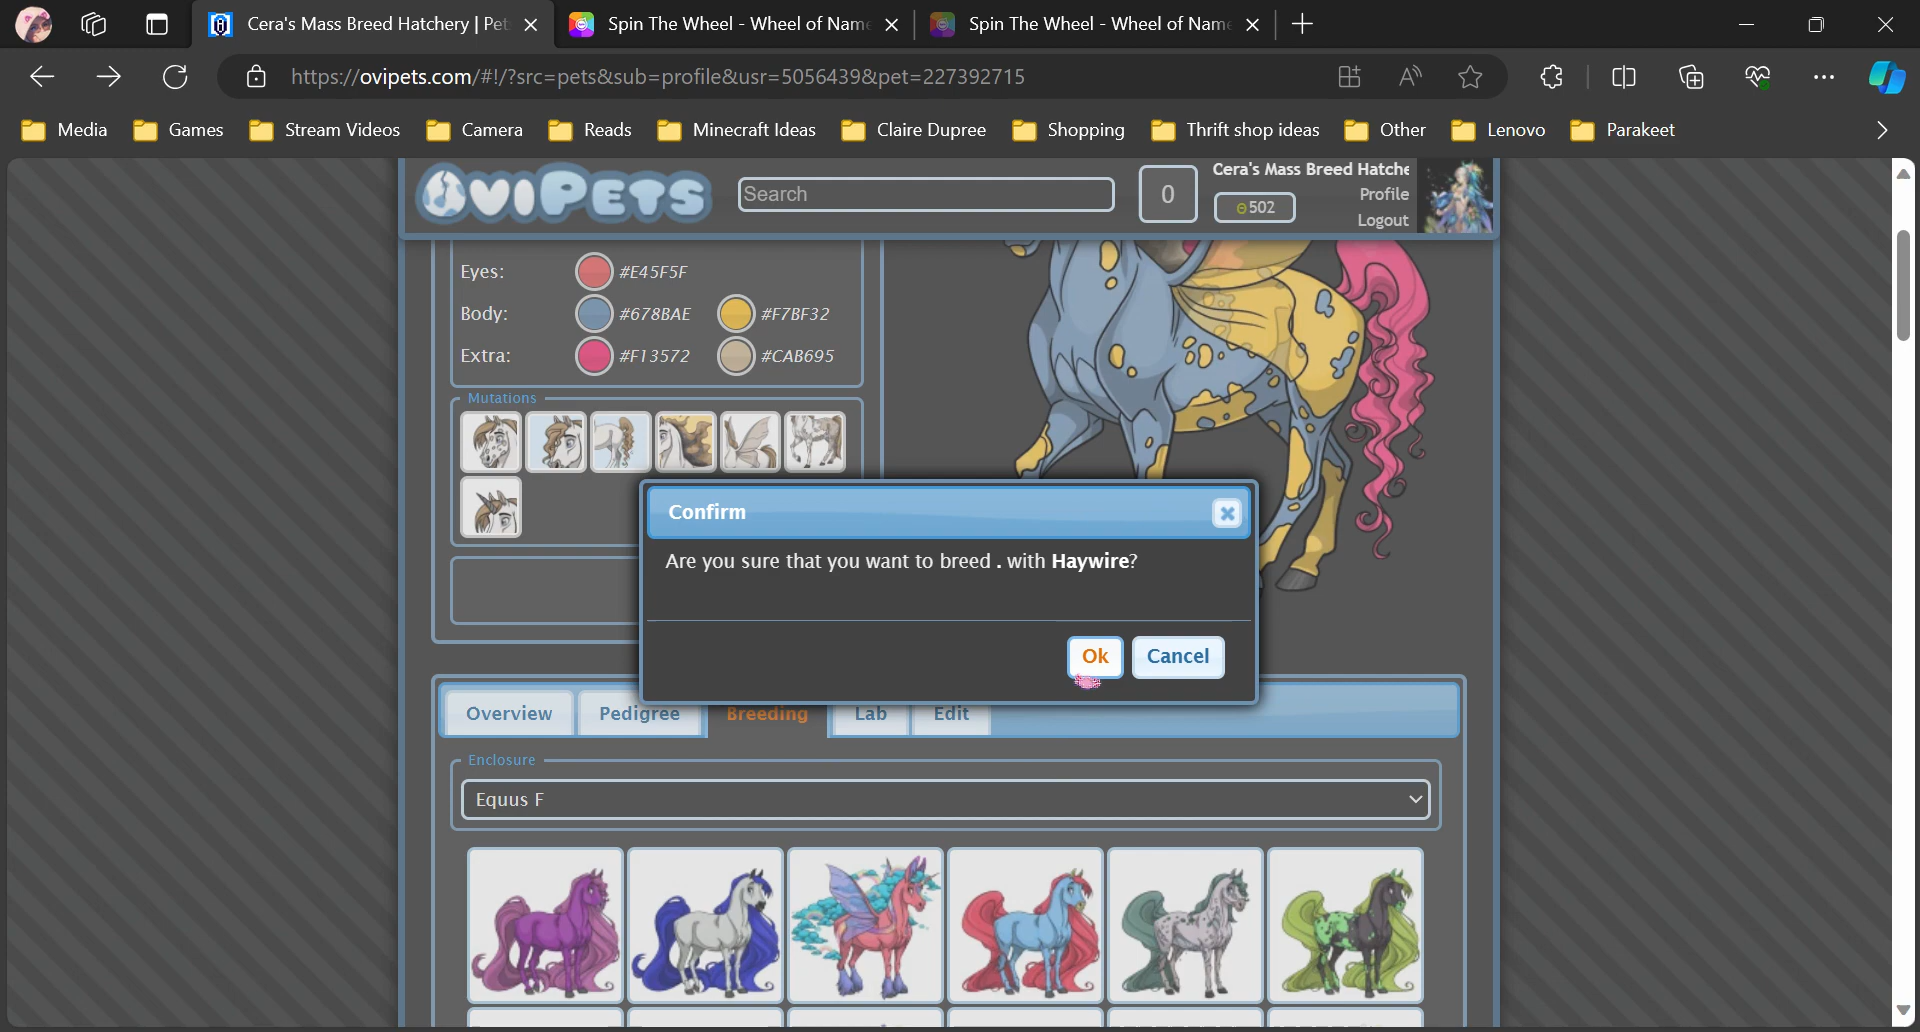 Cera's Mass Breed Hatchery | Pet
Spin The Wheel - Wheel of Name
Spin The Wheel - Wheel of Name
https://ovipets.com/#!/?src=pets&sub=profile&usr=5056439&pet=227392715
Media
Games
Stream Videos
Camera
Reads
Minecraft Ideas
Claire Dupree
Shopping
Thrift shop ideas
Other
Lenovo
Parakeet
OviPets
Search
0
Cera's Mass Breed Hatche
502
Profile
Logout
Eyes: #E45F5F
Body: #678BAE #F7BF32
Extra: #F13572 #CAB695
Mutations
Confirm
Are you sure that you want to breed . with Haywire?
Ok
Cancel
Overview
Pedigree
Breeding
Lab
Edit
Enclosure
Equus F